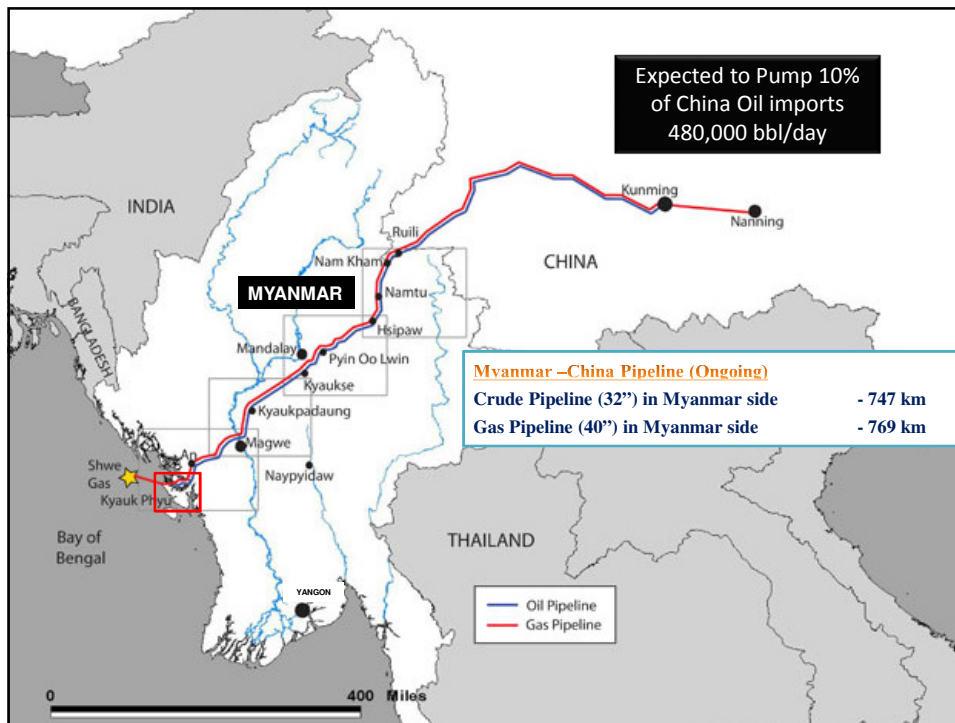 Expected to Pump 10%
of China Oil imports
480,000 bbl/day
INDIA
Kunming
Nanning
Ruili
Nam Kham
CHINA
MYANMAR
Namtu
BANGLADESH
Hsipaw
Mandalay
Pyin Oo Lwin
Kyaukse
Myanmar –China Pipeline (Ongoing)
Crude Pipeline (32”) in Myanmar side - 747 km
Gas Pipeline (40”) in Myanmar side - 769 km
Kyaukpadaung
Magwe
An
Shwe
Gas
Naypyidaw
Kyauk Phyu
Bay of
Bengal
THAILAND
YANGON
Oil Pipeline
Gas Pipeline
0 400 Miles